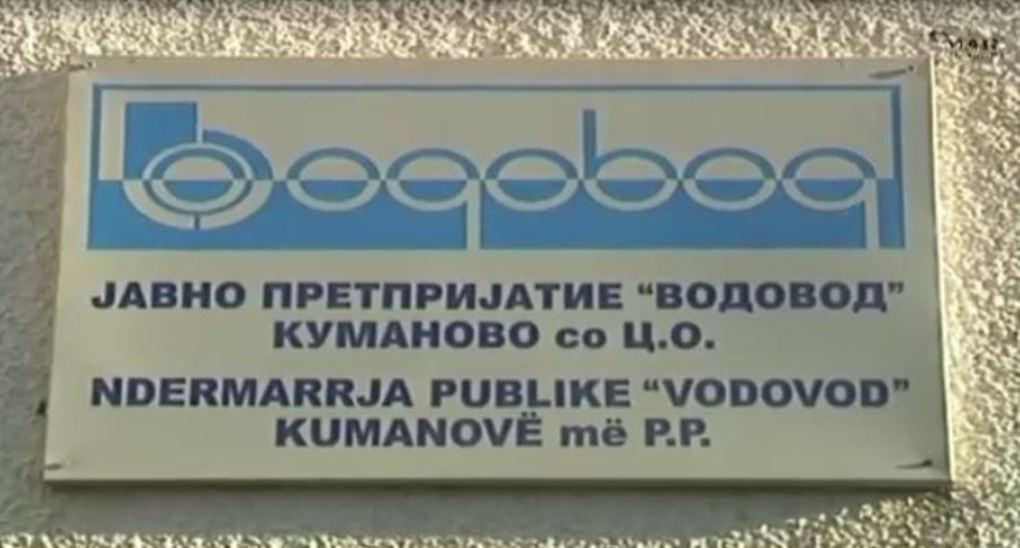 водовод
ЈАВНО ПРЕТПРИЈАТИЕ “ВОДОВОД”
КУМАНОВО со Ц.О.
NDERMARRJA PUBLIKE “VODOVOD”
KUMANOVË më P.P.